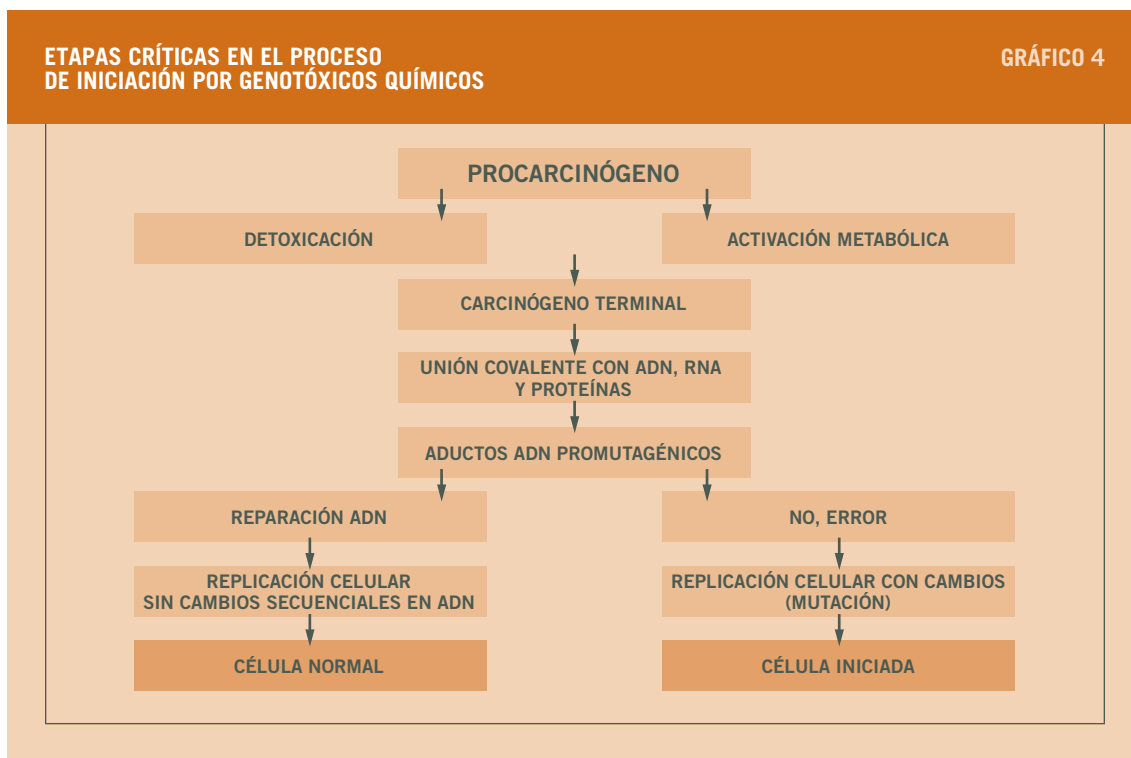 ETAPAS CRÍTICAS EN EL PROCESO
DE INICIACIÓN POR GENOTÓXICOS QUÍMICOS
GRÁFICO 4
PROCARCINÓGENO
DETOXICACIÓN
ACTIVACIÓN METABÓLICA
CARCINÓGENO TERMINAL
UNIÓN COVALENTE CON ADN, RNA
Y PROTEÍNAS
ADUCTOS ADN PROMUTAGÉNICOS
REPARACIÓN ADN
NO, ERROR
REPLICACIÓN CELULAR
SIN CAMBIOS SECUENCIALES EN ADN
REPLICACIÓN CELULAR CON CAMBIOS
(MUTACIÓN)
CÉLULA NORMAL
CÉLULA INICIADA